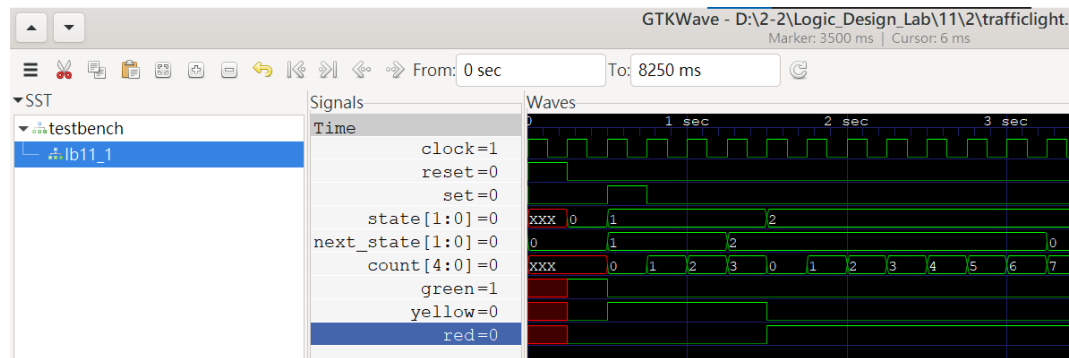 GTKWave - D:\2-2\Logic_Design_Lab\11\2\trafficlight.
Marker: 3500 ms | Cursor: 6 ms
From: 0 sec To: 8250 ms
SST
Signals
Waves
testbench
lb11_1
Time
0 1 sec 2 sec 3 sec
clock=1
reset=0
set=0
state[1:0]=0 xxx 0 1 2
next_state[1:0]=0 0 1 2 0
count[4:0]=0 xxx 0 1 2 3 0 1 2 3 4 5 6 7
green=1
yellow=0
red=0